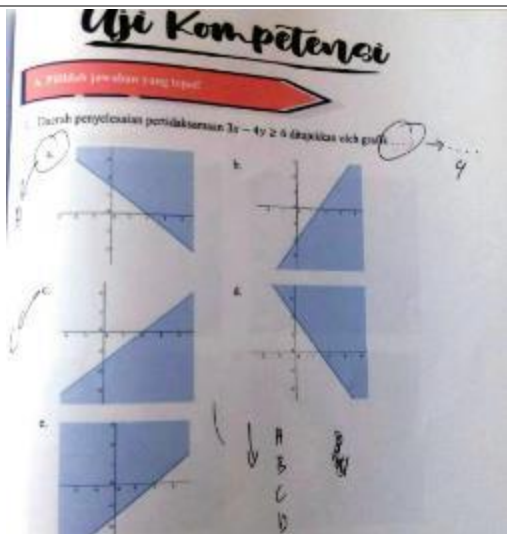 Uji Kompetensi
A. Pilihlah jawaban yang tepat!
Daerah penyelesaian pertidaksamaan 3x − 4y ≥ 6 ditunjukkan oleh grafik
4
b.
c.
d.
e.
A
B
C
D